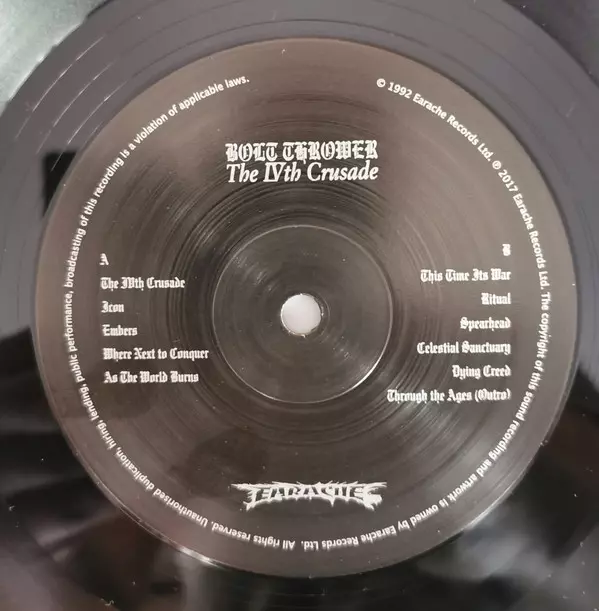 BOLT THROWER
The IVth Crusade
A
The IVth Crusade
Icon
Embers
Where Next to Conquer
As The World Burns
B
This Time Its War
Ritual
Spearhead
Celestial Sanctuary
Dying Creed
Through the Ages (Outro)
EARACHE
© 1992 Earache Records Ltd. ℗ 2017 Earache Records Ltd. The copyright of this sound recording and artwork is owned by Earache Records Ltd. All rights reserved. Unauthorised duplication, hiring, lending, public performance, broadcasting of this recording is a violation of applicable laws.